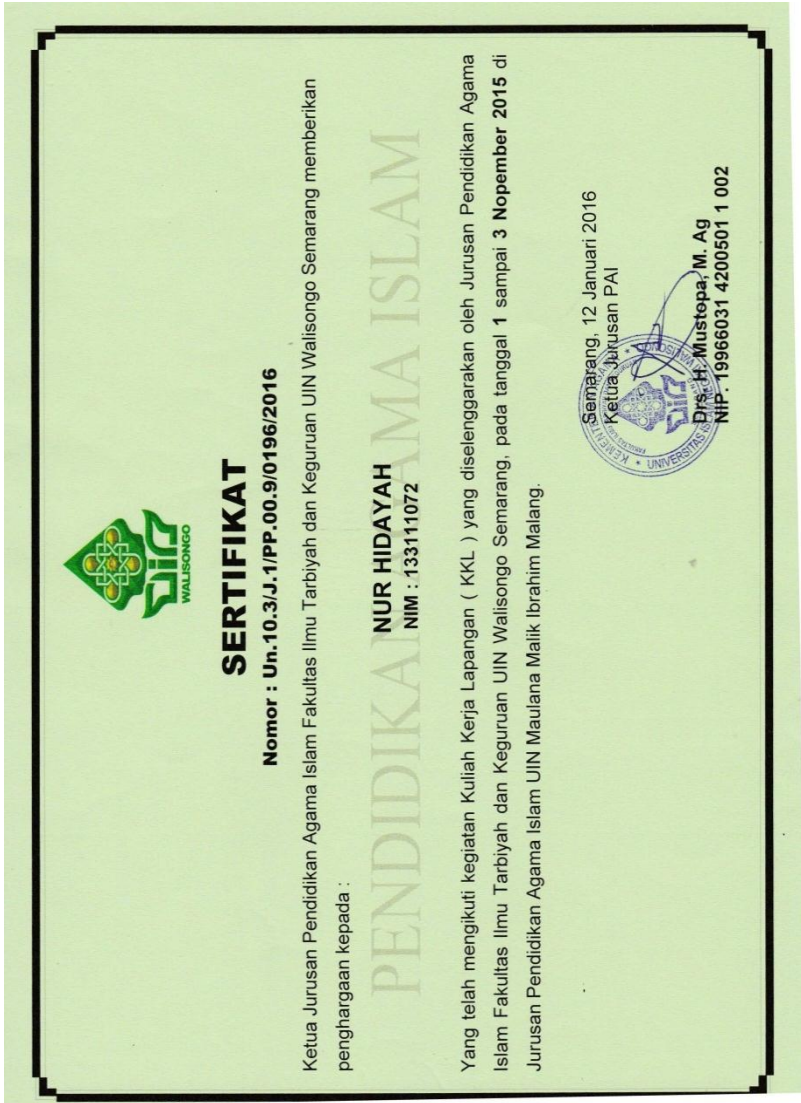 WALISONGO
SERTIFIKAT
Nomor : Un.10.3/J.1/PP.00.9/0196/2016
Ketua Jurusan Pendidikan Agama Islam Fakultas Ilmu Tarbiyah dan Keguruan UIN Walisongo Semarang memberikan
penghargaan kepada :
PENDIDIKAN AGAMA ISLAM
NUR HIDAYAH
NIM : 133111072
Yang telah mengikuti kegiatan Kuliah Kerja Lapangan ( KKL ) yang diselenggarakan oleh Jurusan Pendidikan Agama
Islam Fakultas Ilmu Tarbiyah dan Keguruan UIN Walisongo Semarang, pada tanggal 1 sampai 3 Nopember 2015 di
Jurusan Pendidikan Agama Islam UIN Maulana Malik Ibrahim Malang.
Semarang, 12 Januari 2016
Ketua Jurusan PAI
Drs. H. Mustopa, M. Ag
NIP. 19966031 4200501 1 002